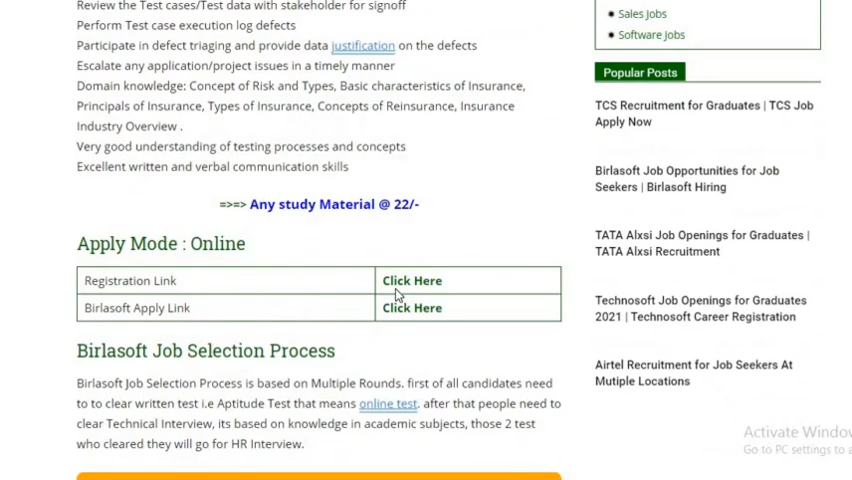 Review the Test cases/Test data with stakeholder for signoff
Perform Test case execution log defects
Participate in defect triaging and provide data justification on the defects
Escalate any application/project issues in a timely manner
Domain knowledge: Concept of Risk and Types, Basic characteristics of Insurance,
Principals of Insurance, Types of Insurance, Concepts of Reinsurance, Insurance
Industry Overview .
Very good understanding of testing processes and concepts
Excellent written and verbal communication skills
=>=> Any study Material @ 22/-
Apply Mode : Online
Registration Link Click Here
Birlasoft Apply Link Click Here
Birlasoft Job Selection Process
Birlasoft Job Selection Process is based on Multiple Rounds. first of all candidates need
to to clear written test i.e Aptitude Test that means online test. after that people need to
clear Technical Interview, its based on knowledge in academic subjects, those 2 test
who cleared they will go for HR Interview.
Sales Jobs
Software Jobs
Popular Posts
TCS Recruitment for Graduates | TCS Job
Apply Now
Birlasoft Job Opportunities for Job
Seekers | Birlasoft Hiring
TATA Alxsi Job Openings for Graduates |
TATA Alxsi Recruitment
Technosoft Job Openings for Graduates
2021 | Technosoft Career Registration
Airtel Recruitment for Job Seekers At
Mutiple Locations
Activate Window
Go to PC settings to a